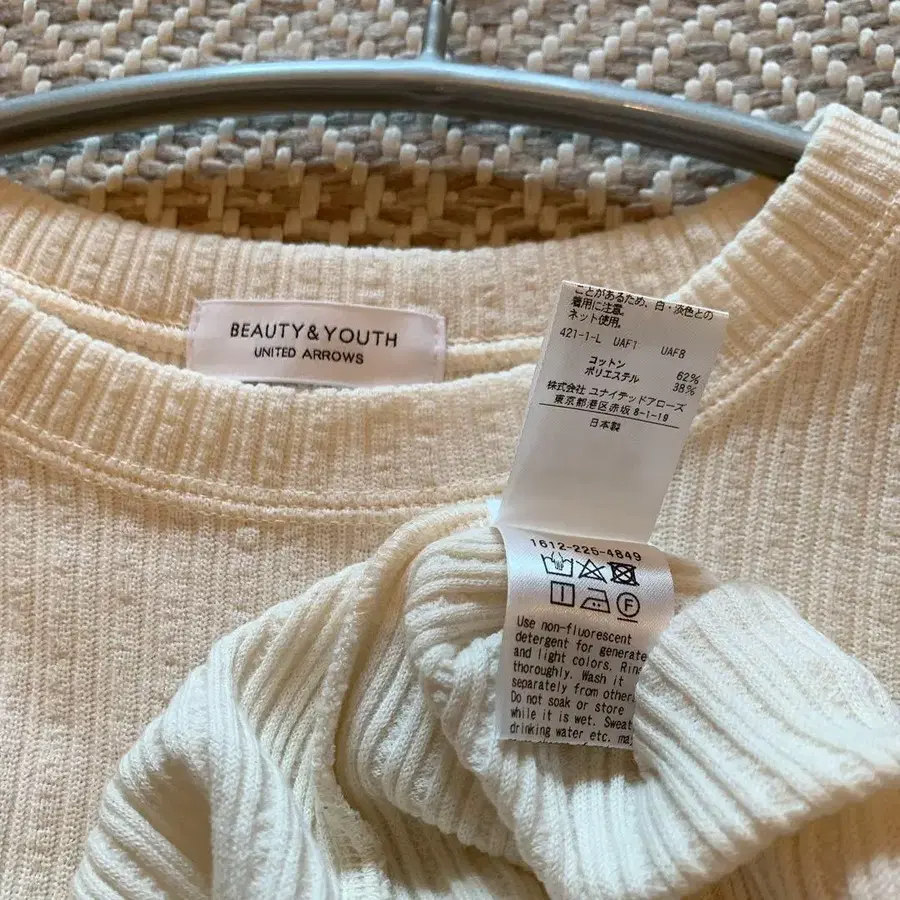 BEAUTY&YOUTH
UNITED ARROWS
ことがあるため、白・淡色との
着用に注意。
ネット使用。
421-1-L UAF1 UAF8
コットン 62%
ポリエステル 38%
株式会社 ユナイテッドアローズ
東京都港区赤坂 8-1-19
日本製
1612-225-4849
F
Use non-fluorescent
detergent for generate
and light colors. Rins
thoroughly. Wash it
separately from other
Do not soak or store
while it is wet. Sweat
drinking water etc. ma